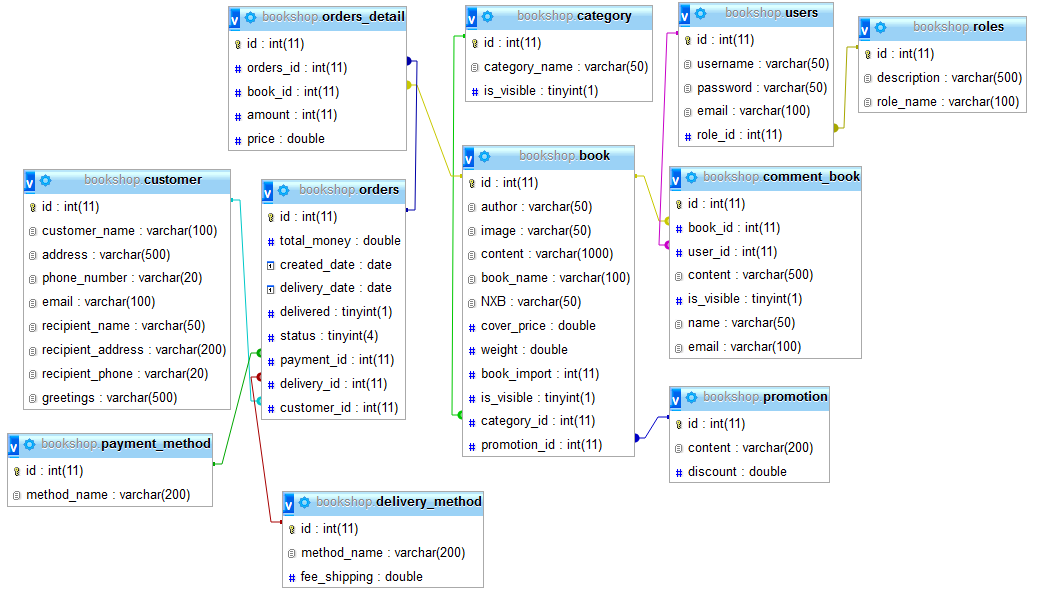 bookshop.orders_detail
id : int(11)
orders_id : int(11)
book_id : int(11)
amount : int(11)
price : double
bookshop.category
id : int(11)
category_name : varchar(50)
is_visible : tinyint(1)
bookshop.users
id : int(11)
username : varchar(50)
password : varchar(50)
email : varchar(100)
role_id : int(11)
bookshop.roles
id : int(11)
description : varchar(500)
role_name : varchar(100)
bookshop.customer
id : int(11)
customer_name : varchar(100)
address : varchar(500)
phone_number : varchar(20)
email : varchar(100)
recipient_name : varchar(50)
recipient_address : varchar(200)
recipient_phone : varchar(20)
greetings : varchar(500)
bookshop.orders
id : int(11)
total_money : double
created_date : date
delivery_date : date
delivered : tinyint(1)
status : tinyint(4)
payment_id : int(11)
delivery_id : int(11)
customer_id : int(11)
bookshop.book
id : int(11)
author : varchar(50)
image : varchar(50)
content : varchar(1000)
book_name : varchar(100)
NXB : varchar(50)
cover_price : double
weight : double
book_import : int(11)
is_visible : tinyint(1)
category_id : int(11)
promotion_id : int(11)
bookshop.comment_book
id : int(11)
book_id : int(11)
user_id : int(11)
content : varchar(500)
is_visible : tinyint(1)
name : varchar(50)
email : varchar(100)
bookshop.promotion
id : int(11)
content : varchar(200)
discount : double
bookshop.payment_method
id : int(11)
method_name : varchar(200)
bookshop.delivery_method
id : int(11)
method_name : varchar(200)
fee_shipping : double